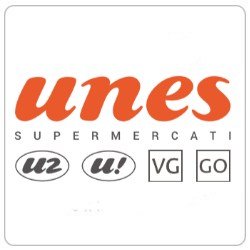 unes
SUPERMERCATI
u2 u! VG GO